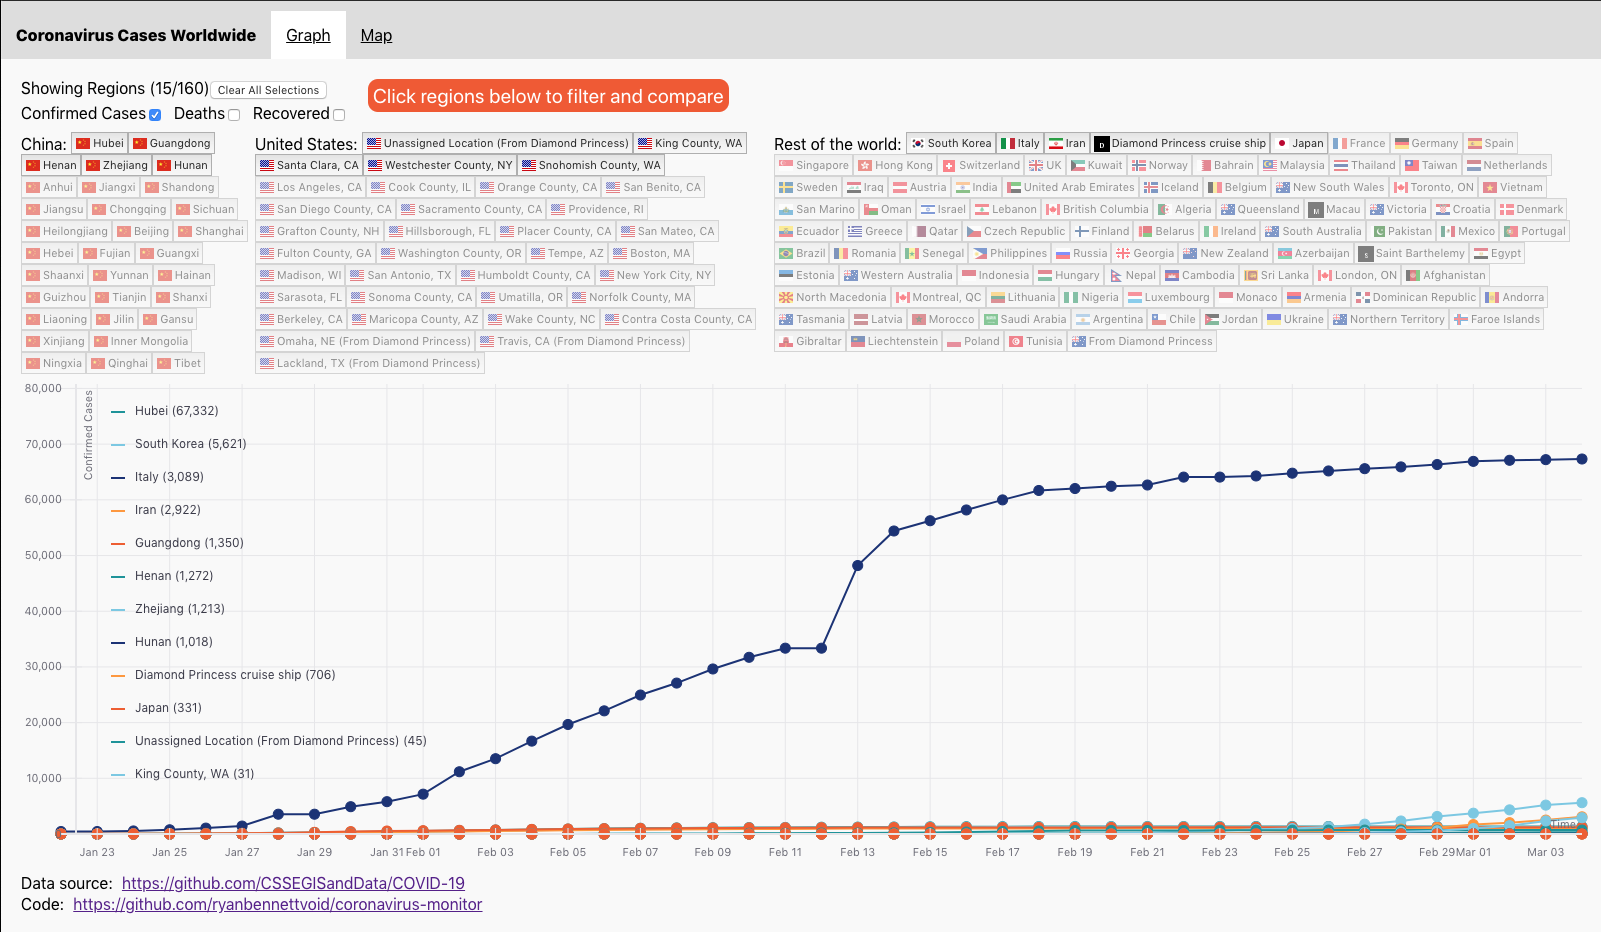 Coronavirus Cases Worldwide Graph Map
Showing Regions (15/160) Clear All Selections
Click regions below to filter and compare
Confirmed Cases Deaths Recovered
China: Hubei Guangdong
Henan Zhejiang Hunan
Anhui Jiangxi Shandong
Jiangsu Chongqing Sichuan
Heilongjiang Beijing Shanghai
Hebei Fujian Guangxi
Shaanxi Yunnan Hainan
Guizhou Tianjin Shanxi
Liaoning Jilin Gansu
Xinjiang Inner Mongolia
Ningxia Qinghai Tibet
United States: Unassigned Location (From Diamond Princess) King County, WA
Santa Clara, CA Westchester County, NY Snohomish County, WA
Los Angeles, CA Cook County, IL Orange County, CA San Benito, CA
San Diego County, CA Sacramento County, CA Providence, RI
Grafton County, NH Hillsborough, FL Placer County, CA San Mateo, CA
Fulton County, GA Washington County, OR Tempe, AZ Boston, MA
Madison, WI San Antonio, TX Humboldt County, CA New York City, NY
Sarasota, FL Sonoma County, CA Umatilla, OR Norfolk County, MA
Berkeley, CA Maricopa County, AZ Wake County, NC Contra Costa County, CA
Omaha, NE (From Diamond Princess) Travis, CA (From Diamond Princess)
Lackland, TX (From Diamond Princess)
Rest of the world: South Korea Italy Iran D Diamond Princess cruise ship Japan France Germany Spain
Singapore Hong Kong Switzerland UK Kuwait Norway Bahrain Malaysia Thailand Taiwan Netherlands
Sweden Iraq Austria India United Arab Emirates Iceland Belgium New South Wales Toronto, ON Vietnam
San Marino Oman Israel Lebanon British Columbia Algeria Queensland M Macau Victoria Croatia Denmark
Ecuador Greece Qatar Czech Republic Finland Belarus Ireland South Australia Pakistan Mexico Portugal
Brazil Romania Senegal Philippines Russia Georgia New Zealand Azerbaijan S Saint Barthelemy Egypt
Estonia Western Australia Indonesia Hungary Nepal Cambodia Sri Lanka London, ON Afghanistan
North Macedonia Montreal, QC Lithuania Nigeria Luxembourg Monaco Armenia Dominican Republic Andorra
Tasmania Latvia Morocco Saudi Arabia Argentina Chile Jordan Ukraine Northern Territory Faroe Islands
Gibraltar Liechtenstein Poland Tunisia From Diamond Princess
80,000
70,000
60,000
50,000
40,000
30,000
20,000
10,000
0
Confirmed Cases
Hubei (67,332)
South Korea (5,621)
Italy (3,089)
Iran (2,922)
Guangdong (1,350)
Henan (1,272)
Zhejiang (1,213)
Hunan (1,018)
Diamond Princess cruise ship (706)
Japan (331)
Unassigned Location (From Diamond Princess) (45)
King County, WA (31)
Time
Jan 23 Jan 25 Jan 27 Jan 29 Jan 31 Feb 01 Feb 03 Feb 05 Feb 07 Feb 09 Feb 11 Feb 13 Feb 15 Feb 17 Feb 19 Feb 21 Feb 23 Feb 25 Feb 27 Feb 29 Mar 01 Mar 03
Data source: https://github.com/CSSEGISandData/COVID-19
Code: https://github.com/ryanbennettvoid/coronavirus-monitor